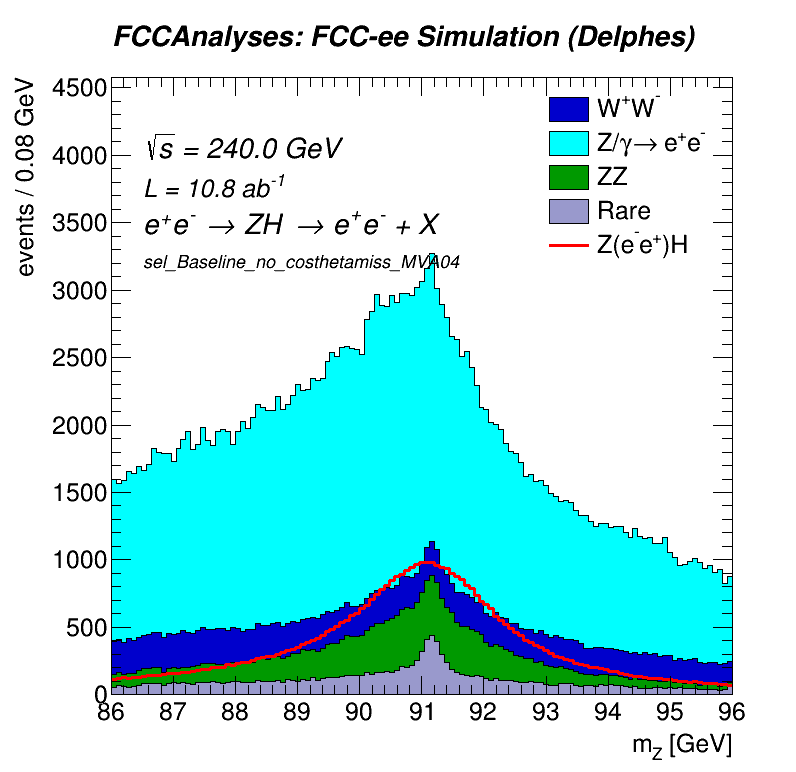 FCCAnalyses: FCC-ee Simulation (Delphes)
events / 0.08 GeV
4500
4000
3500
3000
2500
2000
1500
1000
500
0
√s = 240.0 GeV
L = 10.8 ab⁻¹
e⁺e⁻ → ZH → e⁺e⁻ + X
sel_Baseline_no_costhetamiss_MVA04
W⁺W⁻
Z/γ→ e⁺e⁻
ZZ
Rare
Z(e⁻e⁺)H
86 87 88 89 90 91 92 93 94 95 96
m_Z [GeV]